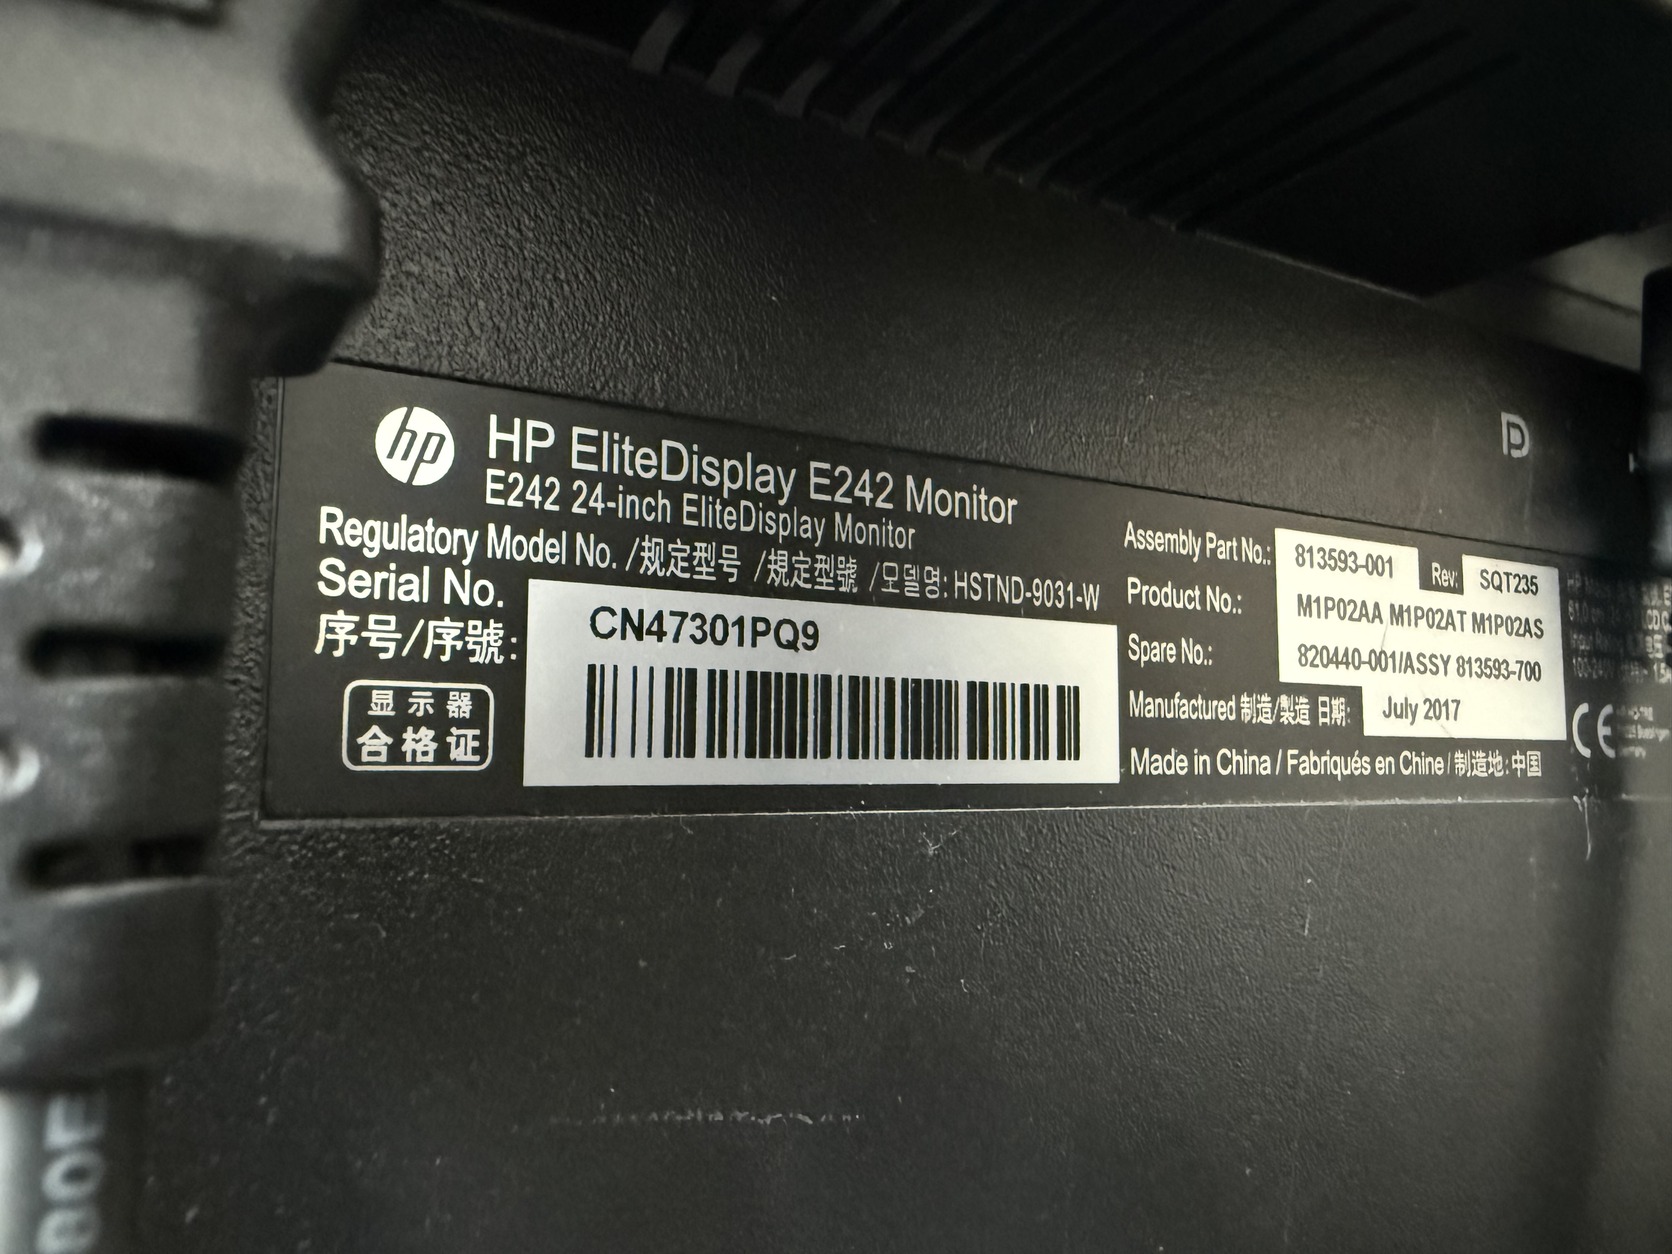 hp
HP EliteDisplay E242 Monitor
E242 24-inch EliteDisplay Monitor
Regulatory Model No. /规定型号 /規定型號 /모델명: HSTND-9031-W
Serial No.
序号/序號:
CN47301PQ9
显示器
合格证
Assembly Part No.: 813593-001 Rev: SQT235
Product No.: M1P02AA M1P02AT M1P02AS
Spare No.: 820440-001/ASSY 813593-700
Manufactured 制造/製造 日期: July 2017
Made in China / Fabriqués en Chine / 制造地: 中国
CE